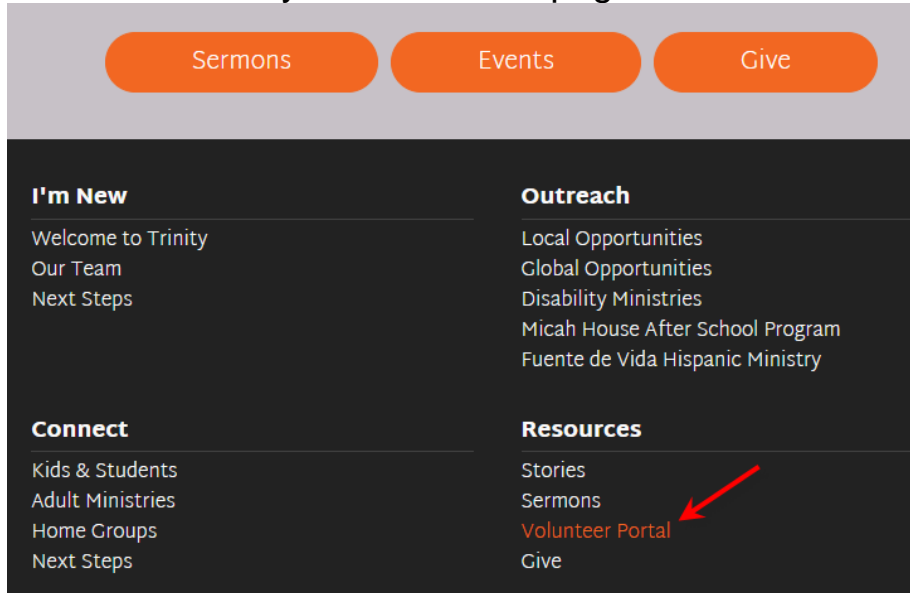 Sermons Events Give
I'm New
Welcome to Trinity
Our Team
Next Steps
Outreach
Local Opportunities
Global Opportunities
Disability Ministries
Micah House After School Program
Fuente de Vida Hispanic Ministry
Connect
Kids & Students
Adult Ministries
Home Groups
Next Steps
Resources
Stories
Sermons
Volunteer Portal
Give